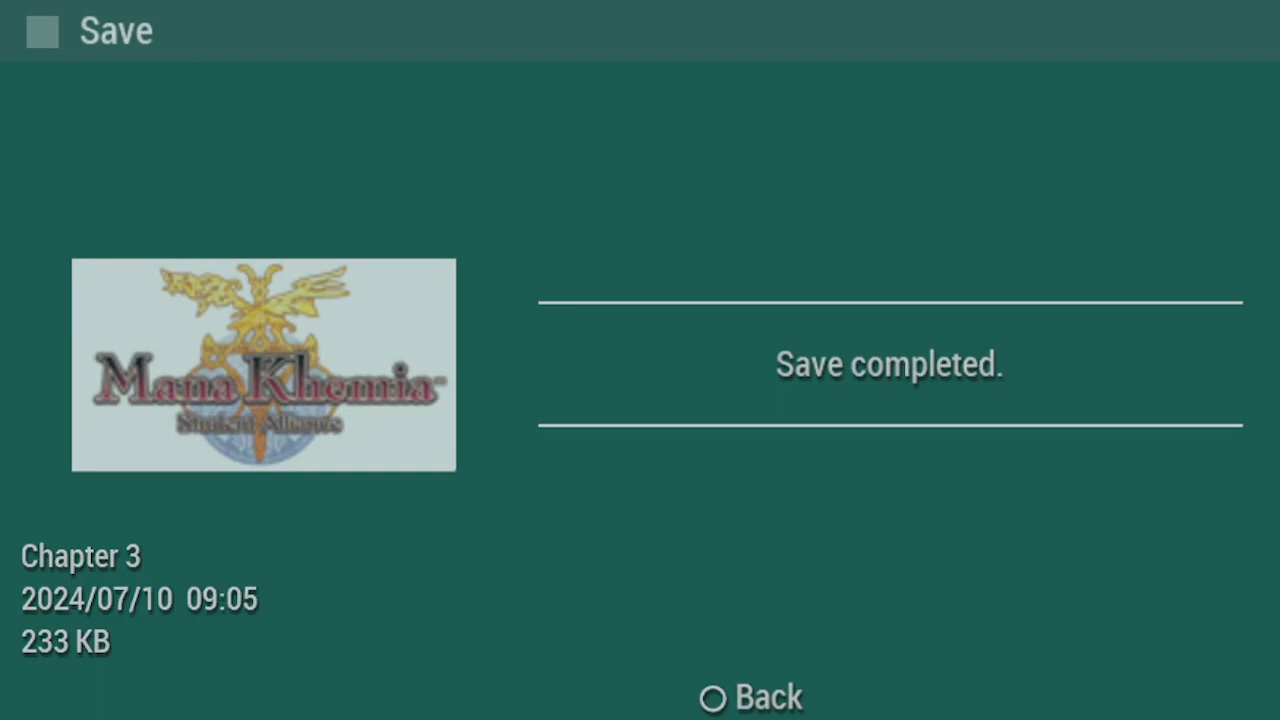 Save
Mana Khemia
Student Alliance
Save completed.
Chapter 3
2024/07/10 09:05
233 KB
Back